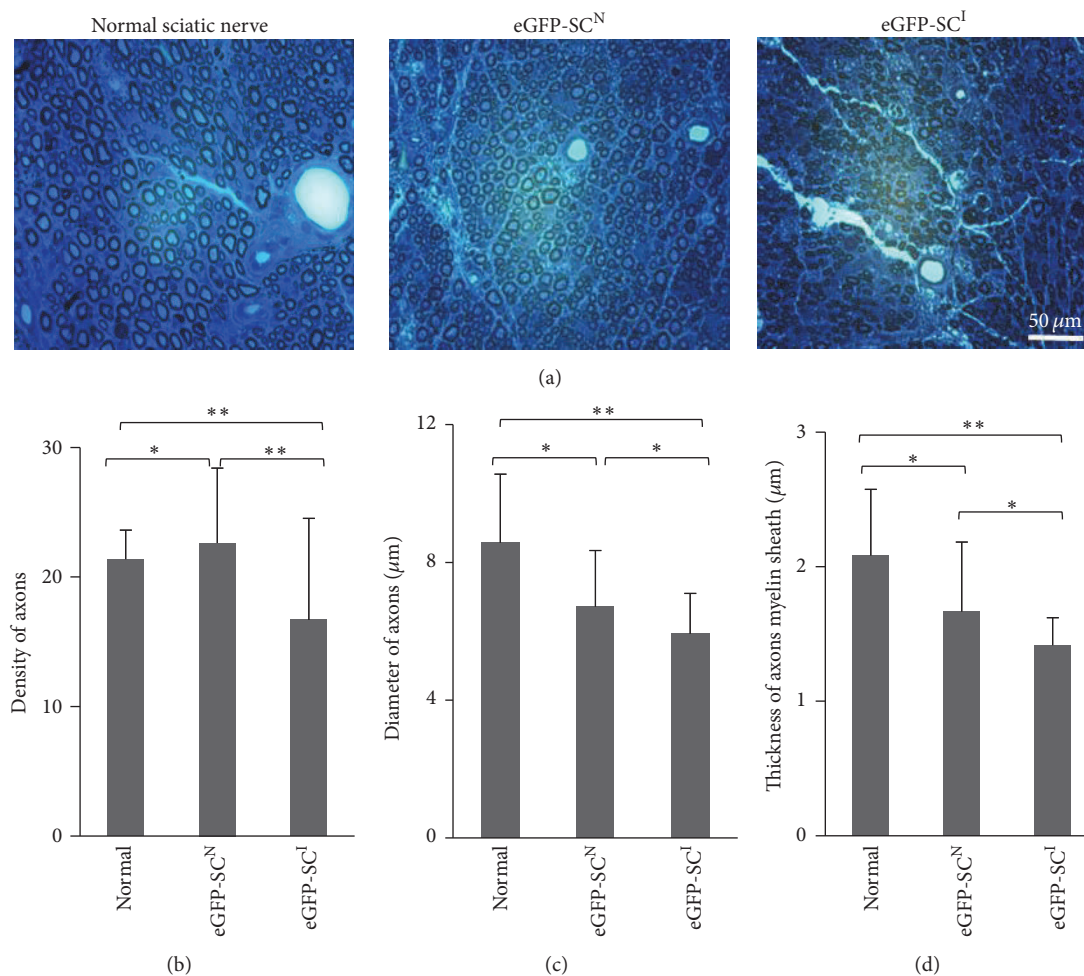 Normal sciatic nerve
eGFP-SC^N
eGFP-SC^I
50 μm
(a)
**
*
**
30
20
10
0
Density of axons
Normal
eGFP-SC^N
eGFP-SC^I
(b)
**
*
*
12
8
4
0
Diameter of axons (μm)
Normal
eGFP-SC^N
eGFP-SC^I
(c)
**
*
*
3
2
1
0
Thickness of axons myelin sheath (μm)
Normal
eGFP-SC^N
eGFP-SC^I
(d)